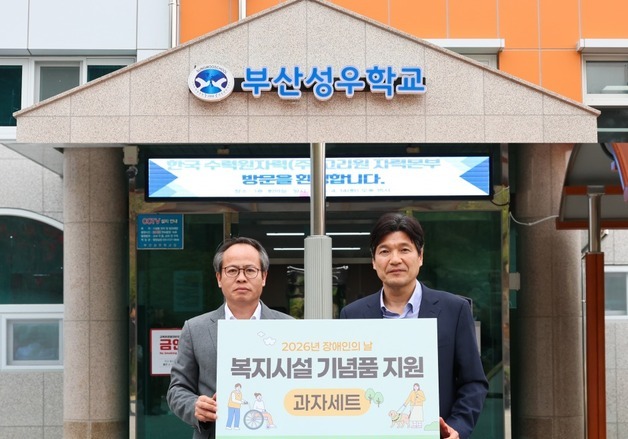 부산성우학교
한국 수력원자력(주)고리원자력본부
방문을 환영합니다.
CCTV
금연
2026년 장애인의 날
복지시설 기념품 지원
과자세트